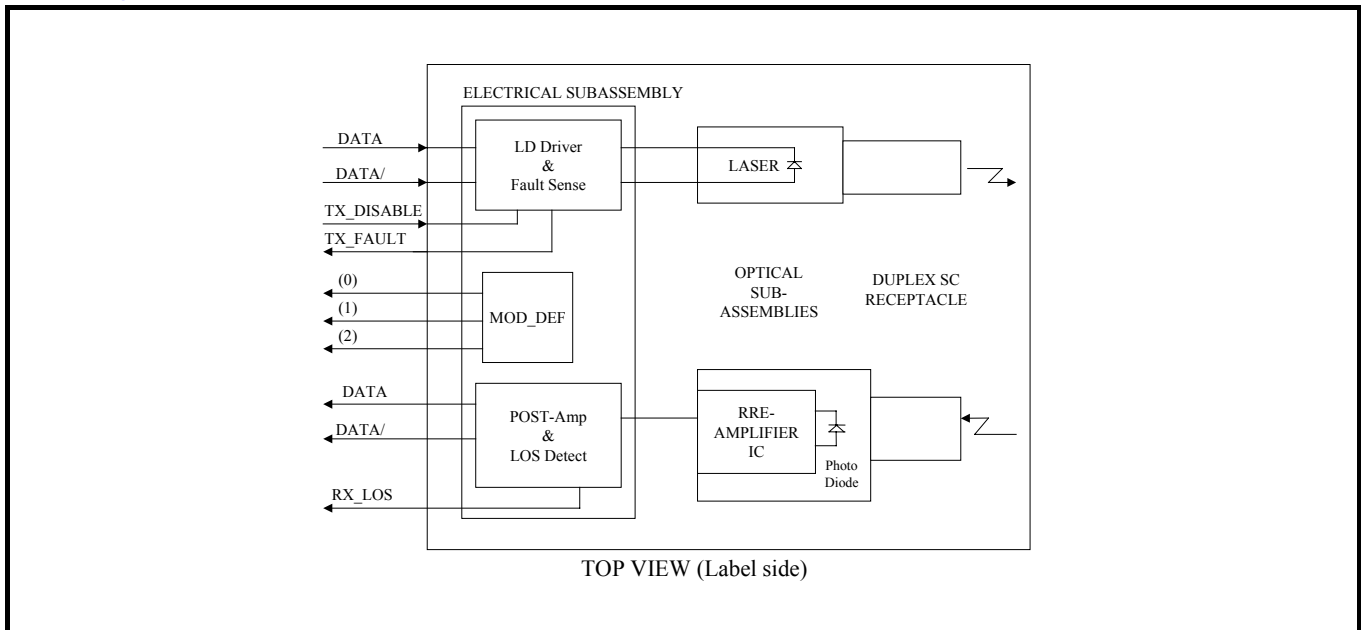 ELECTRICAL SUBASSEMBLY
DATA
DATA/
TX_DISABLE
TX_FAULT
LD Driver
&
Fault Sense
LASER
(0)
(1)
(2)
MOD_DEF
OPTICAL
SUB-
ASSEMBLIES
DUPLEX SC
RECEPTACLE
DATA
DATA/
RX_LOS
POST-Amp
&
LOS Detect
RRE-
AMPLIFIER
IC
Photo
Diode
TOP VIEW (Label side)